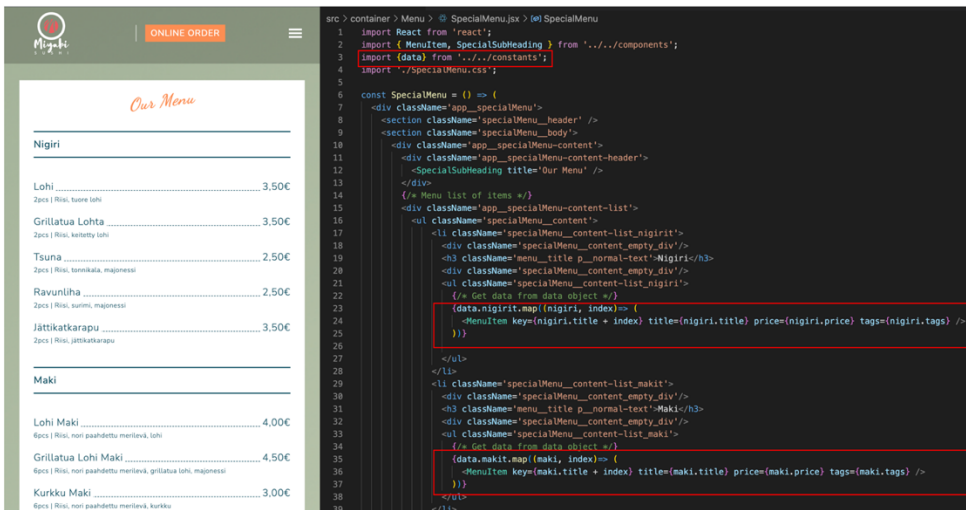 Miyabi
SUSHI
ONLINE ORDER
Our Menu
Nigiri
Lohi 3,50€
2pcs | Riisi, tuore lohi
Grillatua Lohta 3,50€
2pcs | Riisi, keitetty lohi
Tsuna 2,50€
2pcs | Riisi, tonnikala, majonessi
Ravunliha 2,50€
2pcs | Riisi, surimi, majonessi
Jättikatkarapu 3,50€
2pcs | Riisi, jättikatkarapu
Maki
Lohi Maki 4,00€
6pcs | Riisi, nori paahdettu merilevä, lohi
Grillatua Lohi Maki 4,50€
6pcs | Riisi, nori paahdettu merilevä, grillatua lohi, majonessi
Kurkku Maki 3,00€
6pcs | Riisi, nori paahdettu merilevä, kurkku
src > container > Menu > SpecialMenu.jsx > SpecialMenu
1 import React from 'react';
2 import { MenuItem, SpecialSubHeading } from '../../components';
3 import {data} from '../../constants';
4 import './SpecialMenu.css';
5
6 const SpecialMenu = () => (
7 <div className='app__specialMenu'>
8 <section className='specialMenu__header' />
9 <section className='specialMenu__body'>
10 <div className='app__specialMenu-content'>
11 <div className='app__specialMenu-content-header'>
12 <SpecialSubHeading title='Our Menu' />
13 </div>
14 {/* Menu list of items */}
15 <div className='app__specialMenu-content-list'>
16 <ul className='specialMenu__content'>
17 <li className='specialMenu__content-list_nigirit'>
18 <div className='specialMenu__content_empty_div'/>
19 <h3 className='menu__title p__normal-text'>Nigiri</h3>
20 <div className='specialMenu__content_empty_div'/>
21 <ul className='specialMenu__content-list_nigiri'>
22 {/* Get data from data object */}
23 {data.nigirit.map((nigiri, index)=> (
24 <MenuItem key={nigiri.title + index} title={nigiri.title} price={nigiri.price} tags={nigiri.tags} />
25 ))}
26
27 </ul>
28 </li>
29 <li className='specialMenu__content-list_makit'>
30 <div className='specialMenu__content_empty_div'/>
31 <h3 className='menu__title p__normal-text'>Maki</h3>
32 <div className='specialMenu__content_empty_div'/>
33 <ul className='specialMenu__content-list_maki'>
34 {/* Get data from data object */}
35 {data.makit.map((maki, index)=> (
36 <MenuItem key={maki.title + index} title={maki.title} price={maki.price} tags={maki.tags} />
37 ))}
38 </ul>
39 </li>